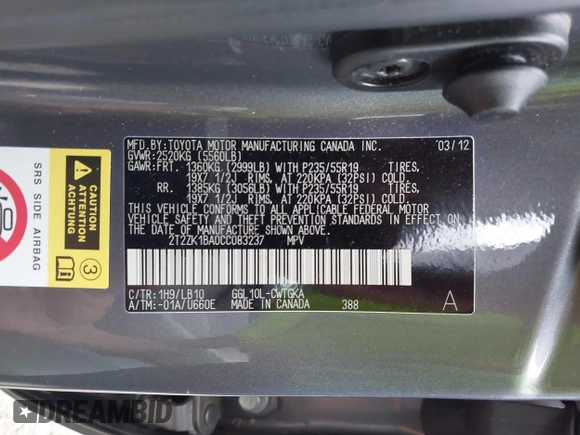 MFD.BY:TOYOTA MOTOR MANUFACTURING CANADA INC. 03/12
GVWR:2520KG (5560LB)
GAWR:FRT. 1360KG (2999LB) WITH P235/55R19 TIRES,
19X7 1/2J RIMS, AT 220KPA (32PSI) COLD.
RR. 1385KG (3056LB) WITH P235/55R19 TIRES,
19X7 1/2J RIMS, AT 220KPA (32PSI) COLD.
THIS VEHICLE CONFORMS TO ALL APPLICABLE FEDERAL MOTOR
VEHICLE SAFETY AND THEFT PREVENTION STANDARDS IN EFFECT ON
THE DATE OF MANUFACTURE SHOWN ABOVE.
2T2ZK1BA0CC083237 MPV
C/TR:1H9/LB10 GGL10L-CWTGKA
A/TM:-01A/U660E MADE IN CANADA 388
A
CAUTION
ATTENTION
ACHTUNG
SRS SIDE AIRBAG
3
DREAMBID